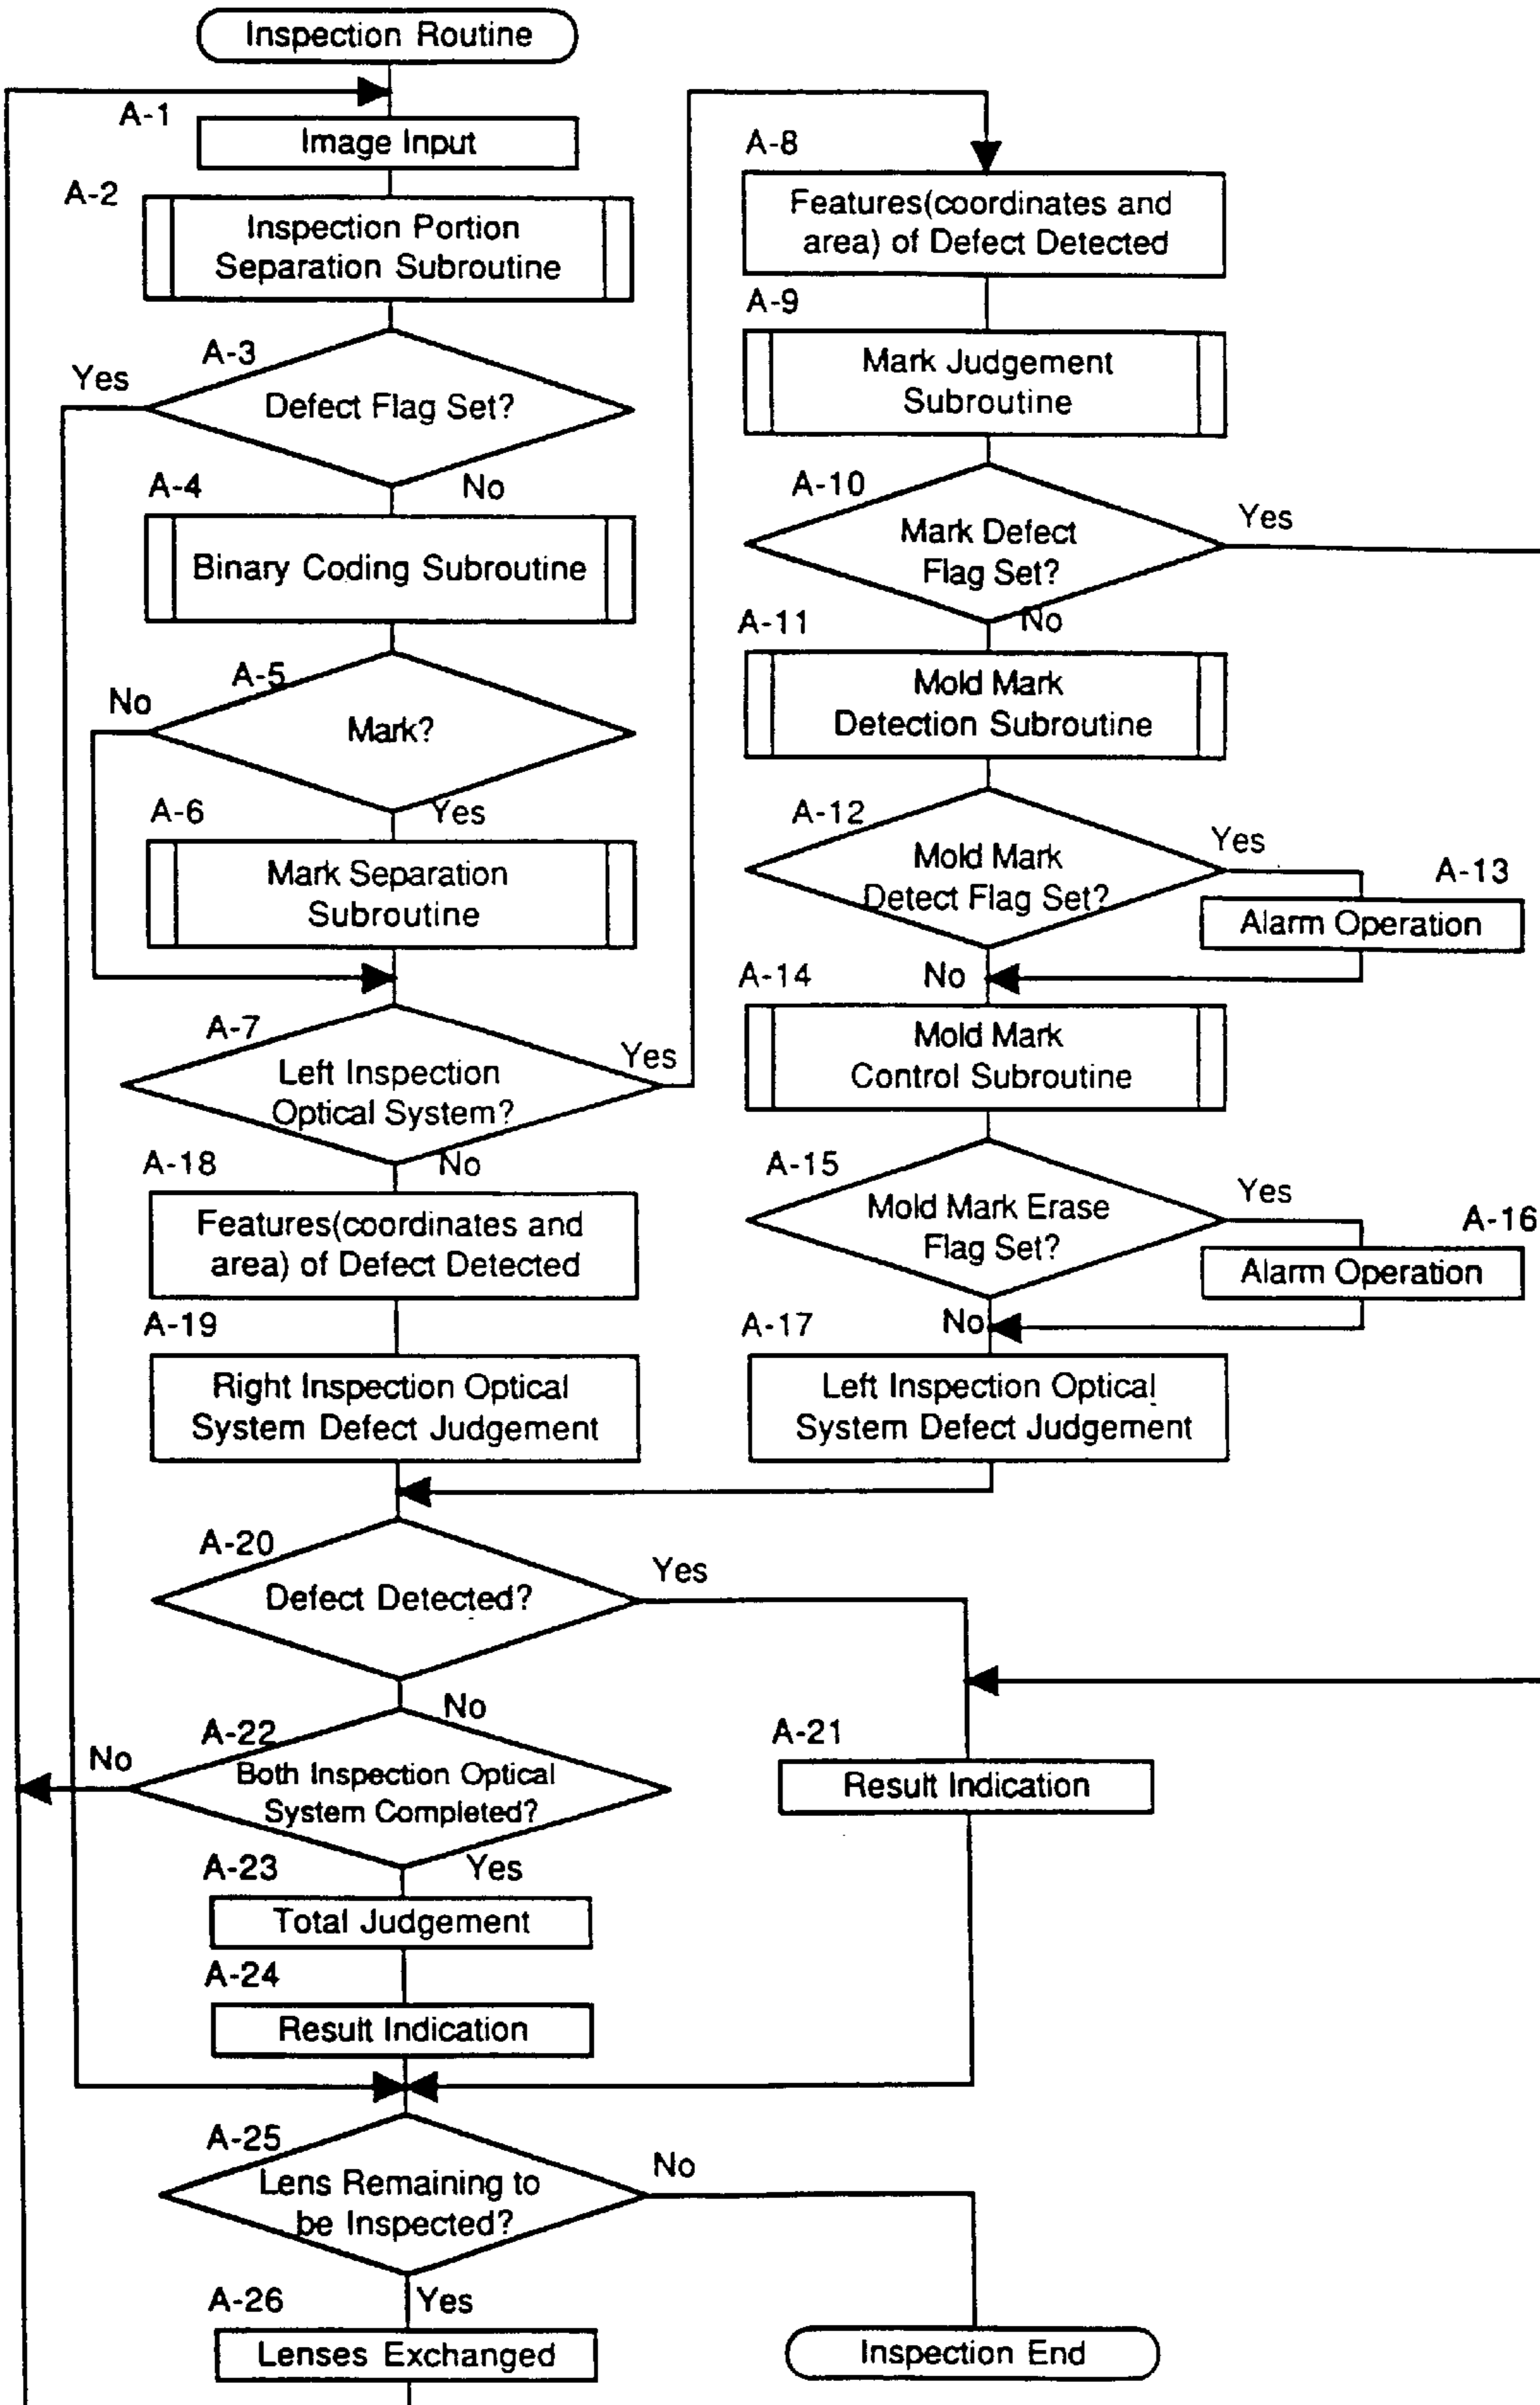 Inspection Routine
A-1
Image Input
A-2
Inspection Portion
Separation Subroutine
A-3
Yes
Defect Flag Set?
No
A-4
Binary Coding Subroutine
A-5
No
Mark?
Yes
A-6
Mark Separation
Subroutine
A-7
Left Inspection
Optical System?
Yes
No
A-18
Features(coordinates and
area) of Defect Detected
A-19
Right Inspection Optical
System Defect Judgement
A-8
Features(coordinates and
area) of Defect Detected
A-9
Mark Judgement
Subroutine
A-10
Mark Defect
Flag Set?
Yes
No
A-11
Mold Mark
Detection Subroutine
A-12
Mold Mark
Detect Flag Set?
Yes
A-13
Alarm Operation
No
A-14
Mold Mark
Control Subroutine
A-15
Mold Mark Erase
Flag Set?
Yes
A-16
Alarm Operation
No
A-17
Left Inspection Optical
System Defect Judgement
A-20
Defect Detected?
Yes
No
A-21
Result Indication
A-22
No
Both Inspection Optical
System Completed?
Yes
A-23
Total Judgement
A-24
Result Indication
A-25
Lens Remaining to
be Inspected?
No
Yes
A-26
Lenses Exchanged
Inspection End